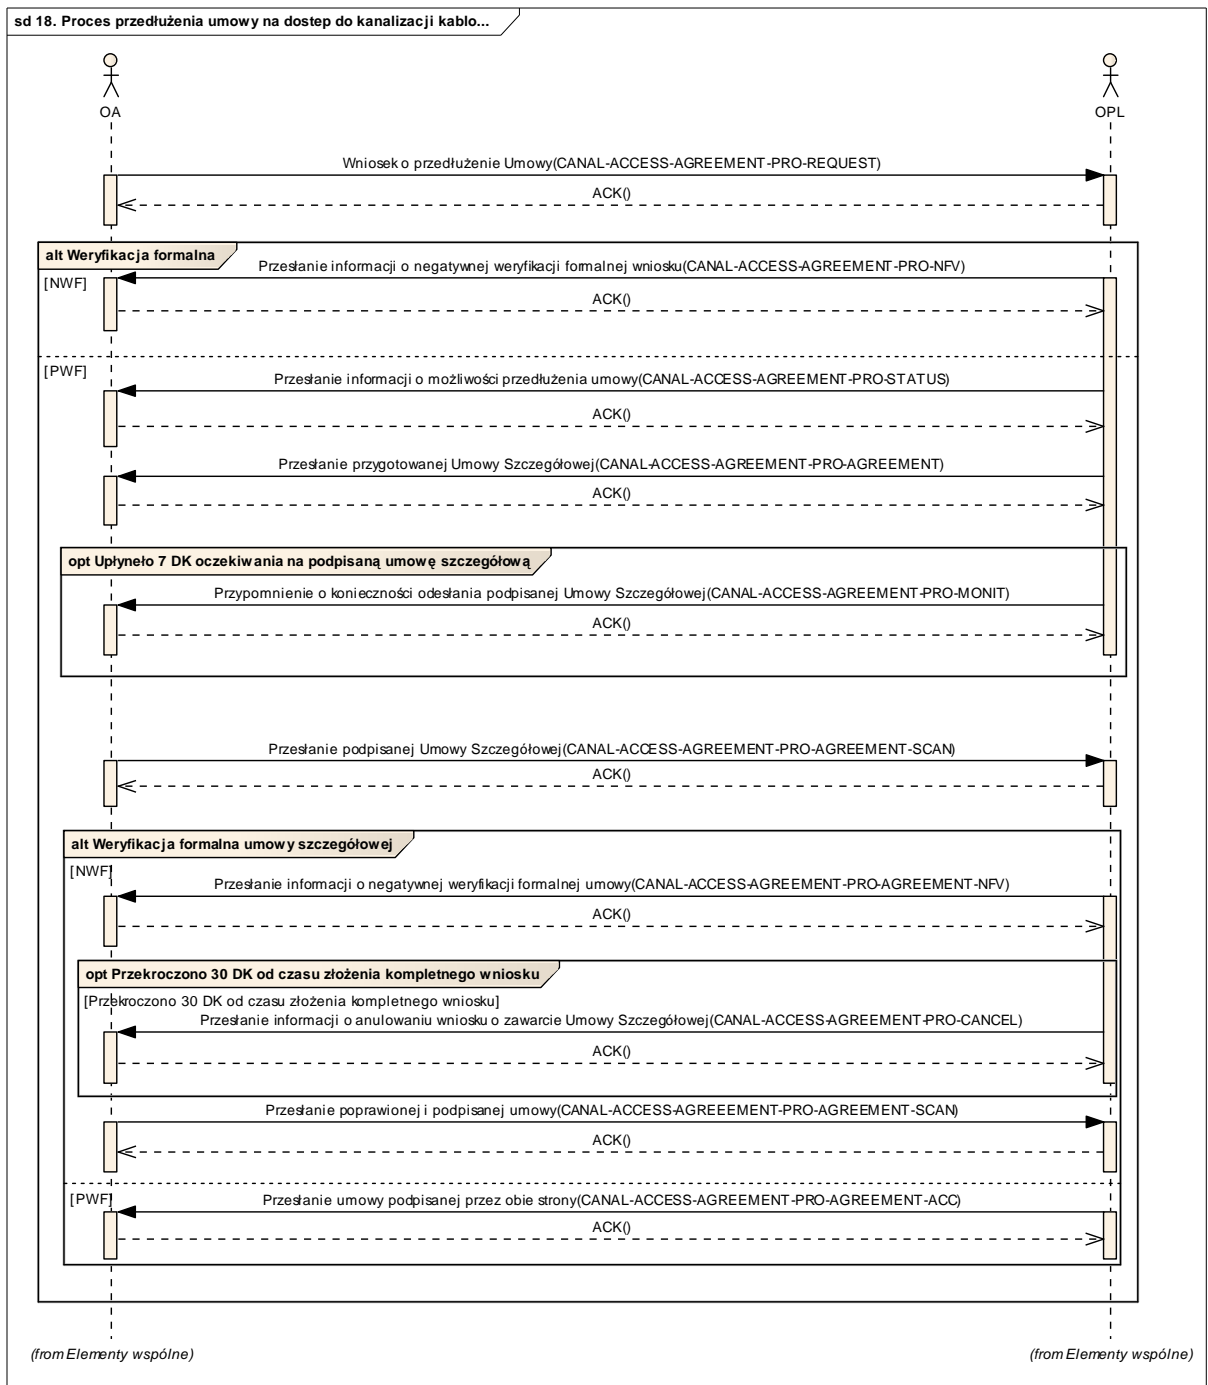 sd 18. Proces przedłużenia umowy na dostep do kanalizacji kablo...
OA
OPL
Wniosek o przedłużenie Umowy(CANAL-ACCESS-AGREEMENT-PRO-REQUEST)
ACK()
alt Weryfikacja formalna
Przesłanie informacji o negatywnej weryfikacji formalnej wniosku(CANAL-ACCESS-AGREEMENT-PRO-NFV)
[NWF]
ACK()
[PWF]
Przesłanie informacji o możliwości przedłużenia umowy(CANAL-ACCESS-AGREEMENT-PRO-STATUS)
ACK()
Przesłanie przygotowanej Umowy Szczegółowej(CANAL-ACCESS-AGREEMENT-PRO-AGREEMENT)
ACK()
opt Upłyneło 7 DK oczekiwania na podpisaną umowę szczegółową
Przypomnienie o konieczności odesłania podpisanej Umowy Szczegółowej(CANAL-ACCESS-AGREEMENT-PRO-MONIT)
ACK()
Przesłanie podpisanej Umowy Szczegółowej(CANAL-ACCESS-AGREEMENT-PRO-AGREEMENT-SCAN)
ACK()
alt Weryfikacja formalna umowy szczegółowej
[NWF]
Przesłanie informacji o negatywnej weryfikacji formalnej umowy(CANAL-ACCESS-AGREEMENT-PRO-AGREEMENT-NFV)
ACK()
opt Przekroczono 30 DK od czasu złożenia kompletnego wniosku
[Przekroczono 30 DK od czasu złożenia kompletnego wniosku]
Przesłanie informacji o anulowaniu wniosku o zawarcie Umowy Szczegółowej(CANAL-ACCESS-AGREEMENT-PRO-CANCEL)
ACK()
Przesłanie poprawionej i podpisanej umowy(CANAL-ACCESS-AGREEEMENT-PRO-AGREEMENT-SCAN)
ACK()
[PWF]
Przesłanie umowy podpisanej przez obie strony(CANAL-ACCESS-AGREEMENT-PRO-AGREEMENT-ACC)
ACK()
(from Elementy wspólne)
(from Elementy wspólne)